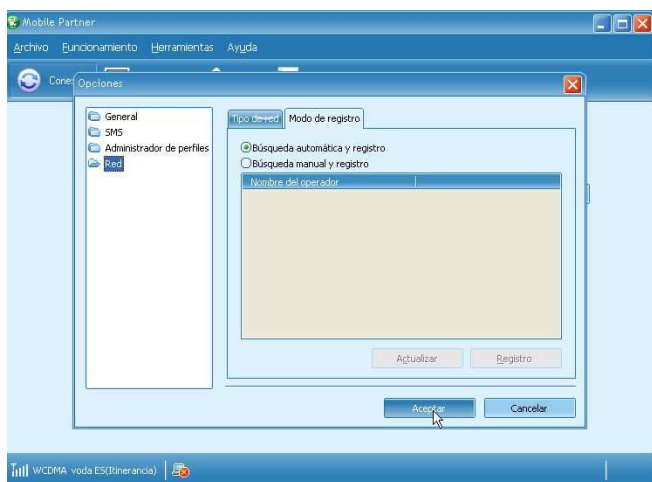 Mobile Partner
Archivo Funcionamiento Herramientas Ayuda
Opciones
General
SMS
Administrador de perfiles
Red
Tipo de red Modo de registro
Búsqueda automática y registro
Búsqueda manual y registro
Nombre del operador
Actualizar Registro
Aceptar Cancelar
WCDMA voda ES(Itinerancia)